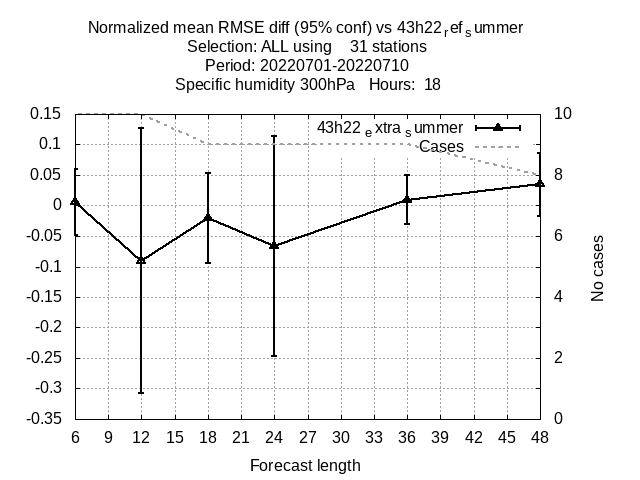 Normalized mean RMSE diff (95% conf) vs 43h22refsummer
Selection: ALL using 31 stations
Period: 20220701-20220710
Specific humidity 300hPa Hours: 18
43h22extrasummer
Cases
0.15
0.1
0.05
0
-0.05
-0.1
-0.15
-0.2
-0.25
-0.3
-0.35
10
8
6
4
2
0
No cases
6 9 12 15 18 21 24 27 30 33 36 39 42 45 48
Forecast length